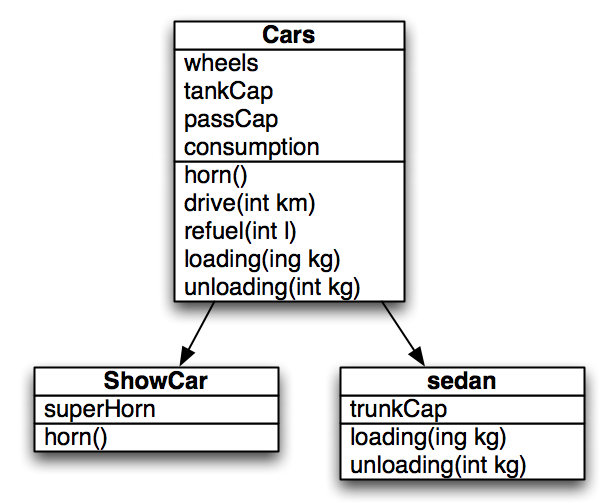 Cars
wheels
tankCap
passCap
consumption
horn()
drive(int km)
refuel(int l)
loading(ing kg)
unloading(int kg)
ShowCar
superHorn
horn()
sedan
trunkCap
loading(ing kg)
unloading(int kg)